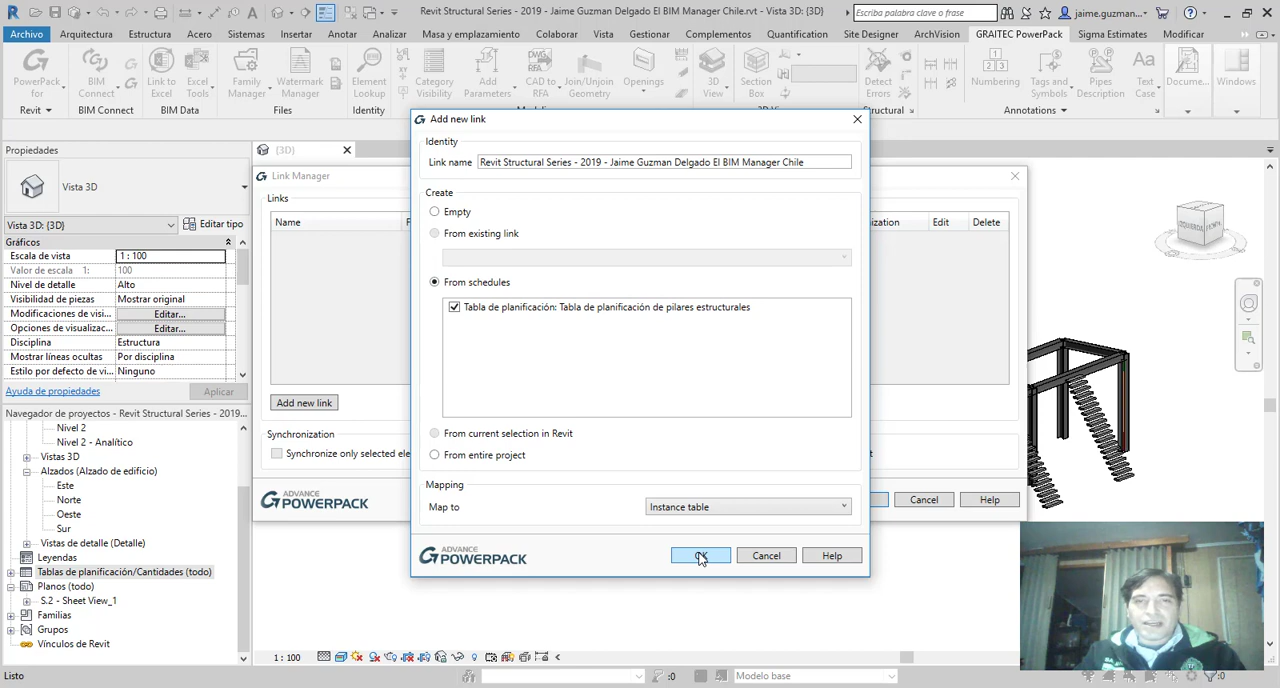 Revit Structural Series - 2019 - Jaime Guzman Delgado El BIM Manager Chile.rvt - Vista 3D: {3D}
Escriba palabra clave o frase
jaime.guzman...
Archivo Arquitectura Estructura Acero Sistemas Insertar Anotar Analizar Masa y emplazamiento Colaborar Vista Gestionar Complementos Quantification Site Designer ArchVision GRAITEC PowerPack Sigma Estimates Modificar
PowerPack for
BIM Connect
Link to Excel
Excel Tools
Family Manager
Watermark Manager
Element Lookup
Category Visibility
Add Parameters
CAD to RFA
Join/Unjoin Geometry
Openings
3D View
Section Box
Detect Errors
Numbering
Tags and Symbols
Pipes Description
Text Case
Docume...
Windows
Revit BIM Connect BIM Data Files Identity Structural Annotations
Propiedades
{3D}
Vista 3D
Vista 3D: {3D}
Editar tipo
Gráficos
Escala de vista 1 : 100
Valor de escala 1: 100
Nivel de detalle Alto
Visibilidad de piezas Mostrar original
Modificaciones de visi... Editar...
Opciones de visualizac... Editar...
Disciplina Estructura
Mostrar líneas ocultas Por disciplina
Estilo por defecto de vi... Ninguno
Ayuda de propiedades
Aplicar
Navegador de proyectos - Revit Structural Series - 2019...
Nivel 2
Nivel 2 - Analítico
Vistas 3D
Alzados (Alzado de edificio)
Este
Norte
Oeste
Sur
Vistas de detalle (Detalle)
Leyendas
Tablas de planificación/Cantidades (todo)
Planos (todo)
S.2 - Sheet View_1
Familias
Grupos
Vínculos de Revit
Link Manager
Links
Name
Edit
Delete
Add new link
Synchronization
ADVANCE
POWERPACK
Cancel
Help
Add new link
Identity
Link name Revit Structural Series - 2019 - Jaime Guzman Delgado El BIM Manager Chile
Create
Empty
From existing link
From schedules
Tabla de planificación: Tabla de planificación de pilares estructurales
From current selection in Revit
From entire project
Mapping
Map to Instance table
ADVANCE
POWERPACK
OK
Cancel
Help
1 : 100
Listo
:0
Modelo base
:0